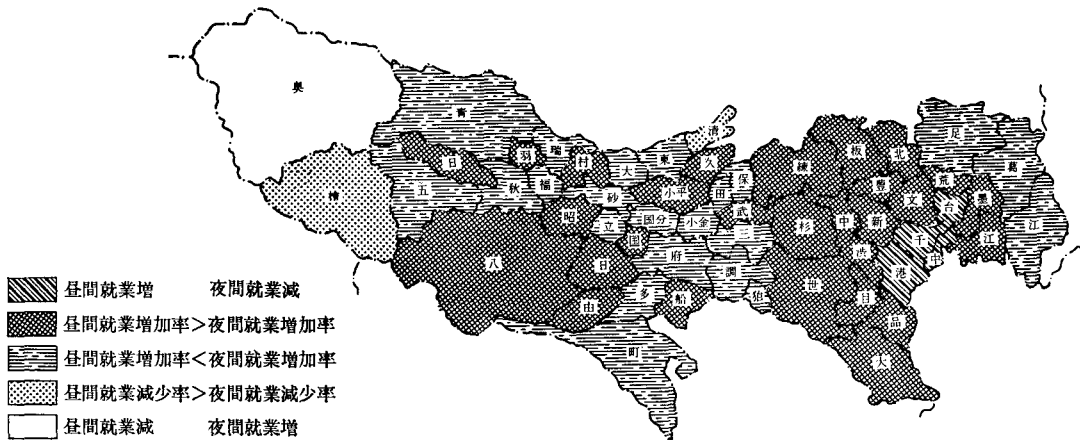 奥
青
檜
五
日
羽
瑞
村
秋
福
大
東
清
久
砂
小平
田
保
昭
立
国分
小金
武
三
国
八
日
府
調
狛
由
多
船
町
練
板
北
足
葛
豊
荒
文
台
墨
杉
中
新
千
江
江
渋
港
中
世
目
品
大
昼間就業増 夜間就業減
昼間就業増加率>夜間就業増加率
昼間就業増加率<夜間就業増加率
昼間就業減少率>夜間就業減少率
昼間就業減 夜間就業増